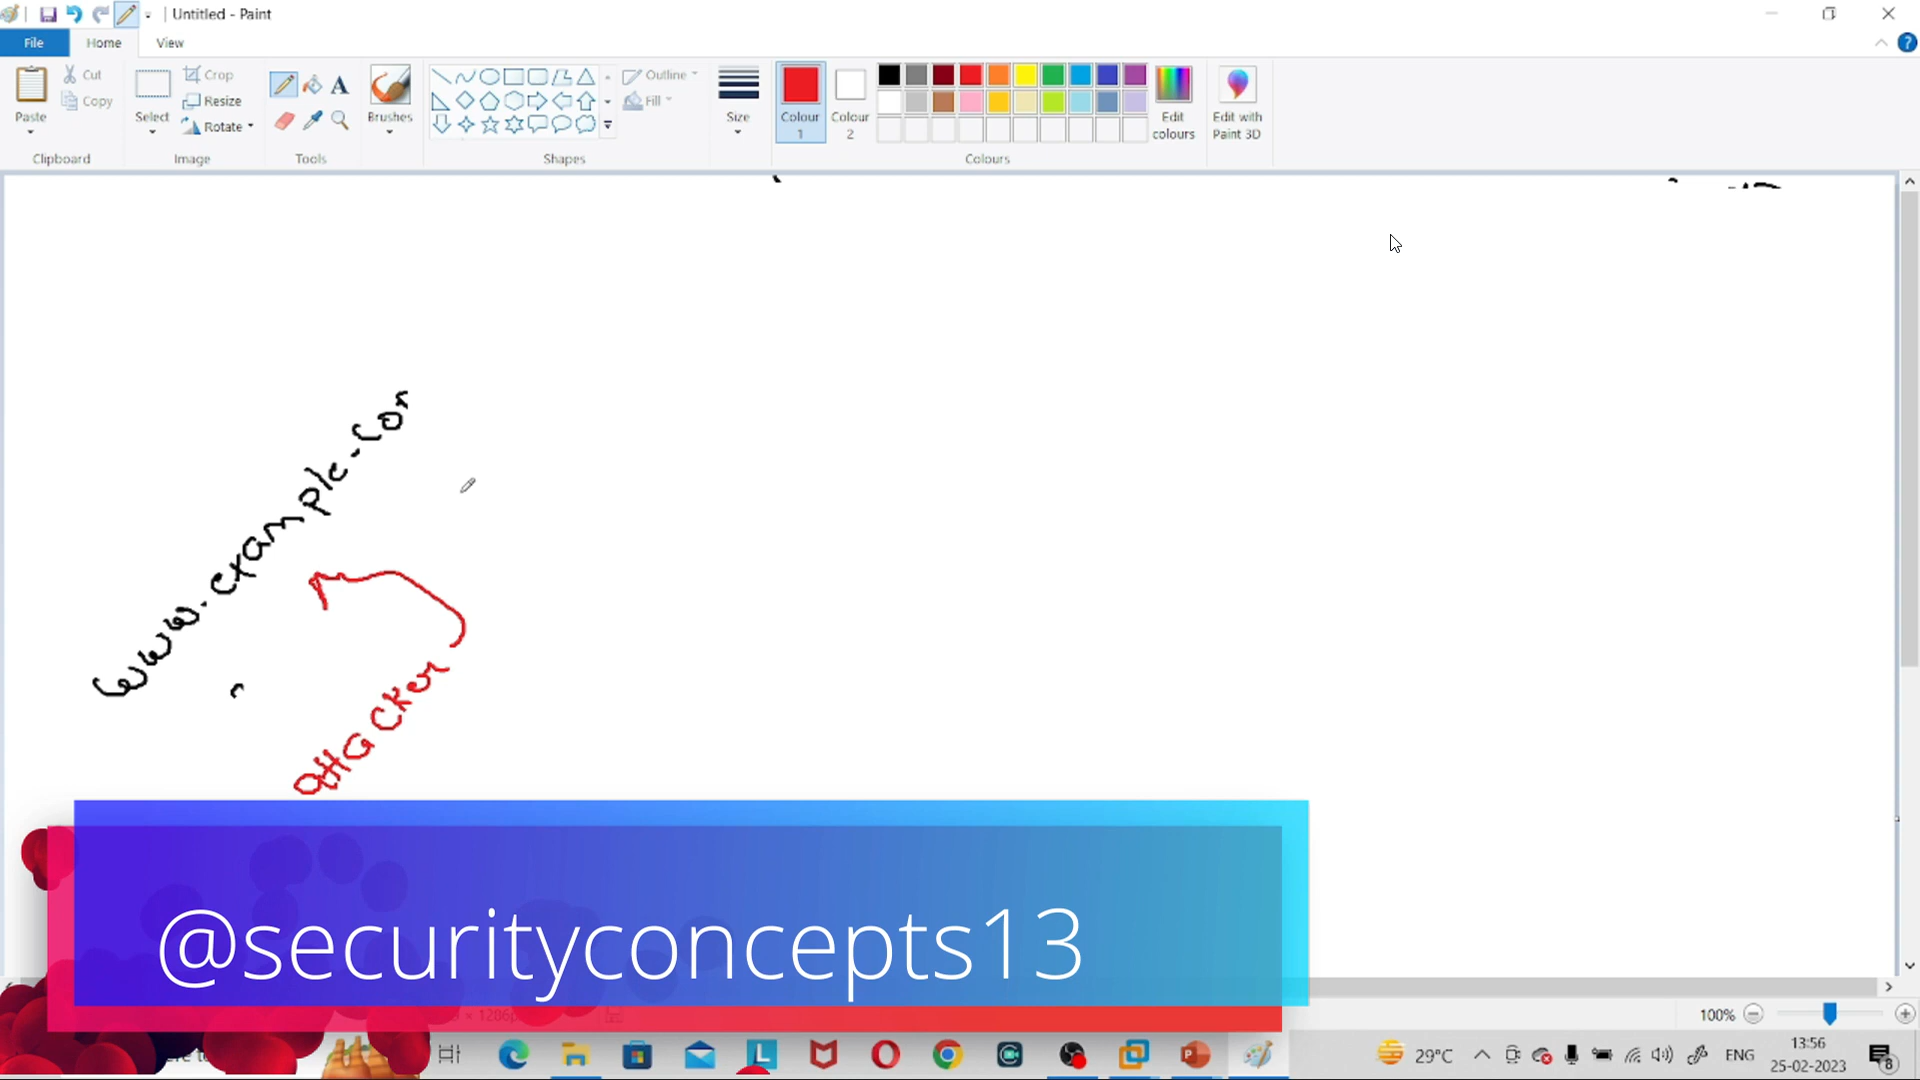 Untitled - Paint
File
Home
View
Paste
Cut
Copy
Clipboard
Select
Crop
Resize
Rotate
Image
Tools
Brushes
Shapes
Outline
Fill
Size
Colour 1
Colour 2
Colours
Edit colours
Edit with Paint 3D
www.example.com
attacker
@securityconcepts13
100%
29°C
ENG
13:56
25-02-2023
8